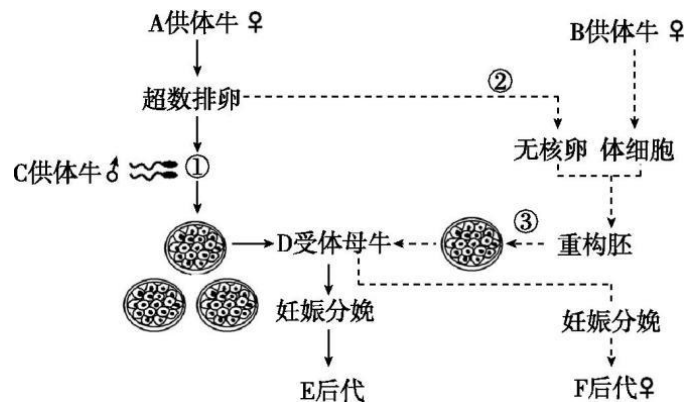 A供体牛♀
B供体牛♀
超数排卵
②
无核卵 体细胞
C供体牛♂
①
③
D受体母牛
重构胚
妊娠分娩
妊娠分娩
E后代
F后代♀